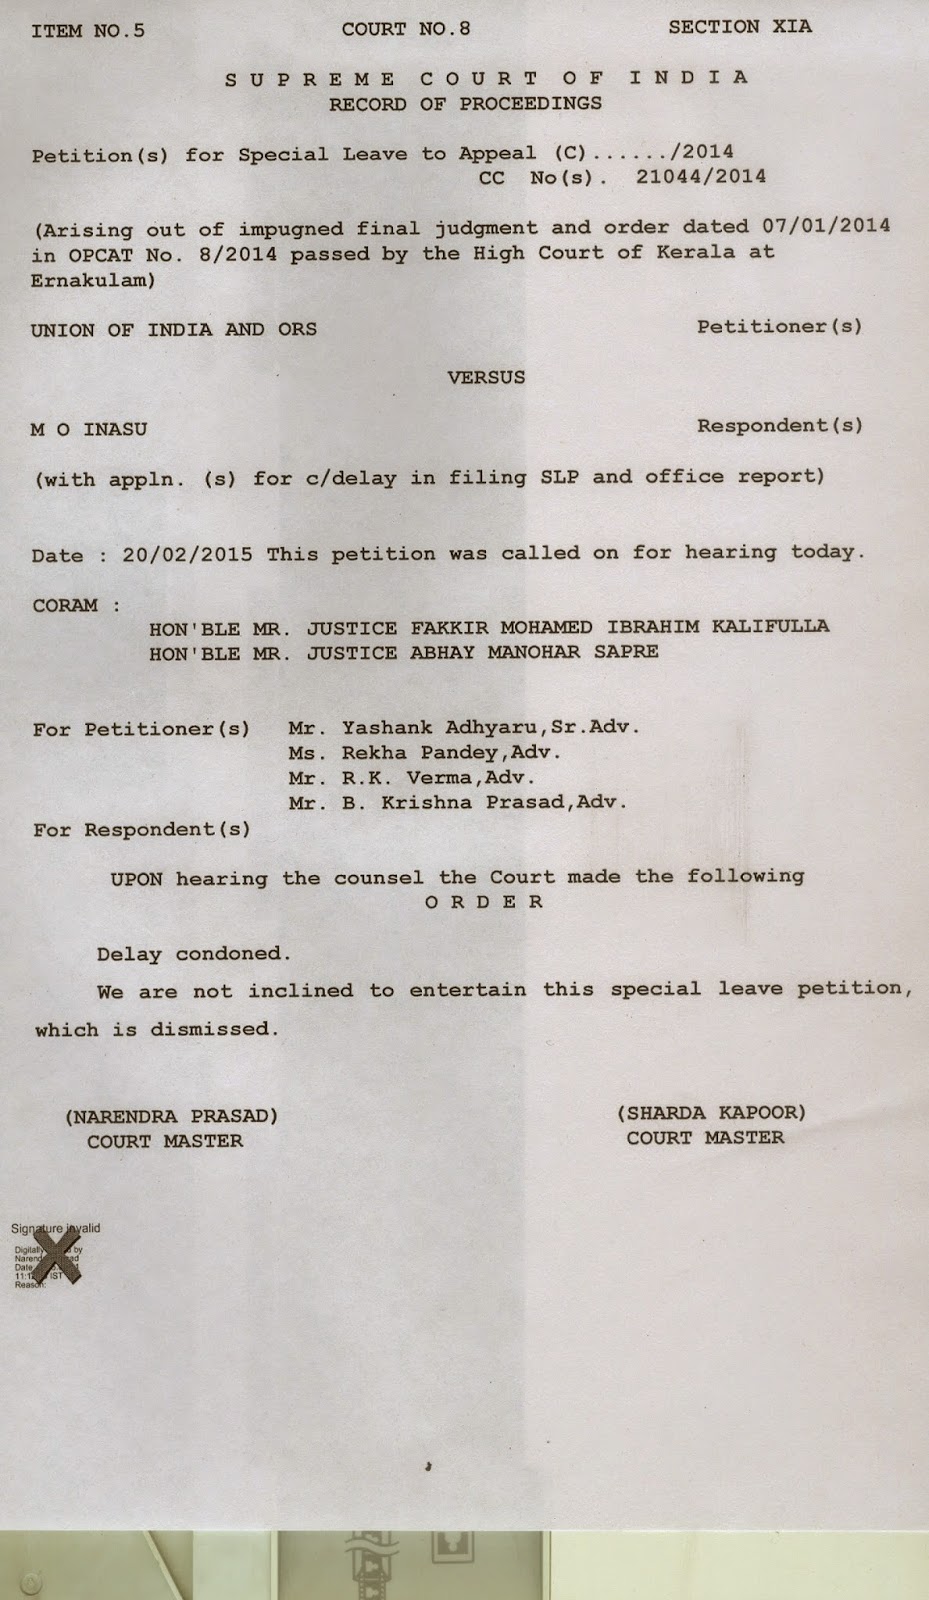 ITEM NO.5 COURT NO.8 SECTION XIA
S U P R E M E C O U R T O F I N D I A
RECORD OF PROCEEDINGS
Petition(s) for Special Leave to Appeal (C)....../2014
CC No(s). 21044/2014
(Arising out of impugned final judgment and order dated 07/01/2014
in OPCAT No. 8/2014 passed by the High Court of Kerala at
Ernakulam)
UNION OF INDIA AND ORS Petitioner(s)
VERSUS
M O INASU Respondent(s)
(with appln. (s) for c/delay in filing SLP and office report)
Date : 20/02/2015 This petition was called on for hearing today.
CORAM :
HON'BLE MR. JUSTICE FAKKIR MOHAMED IBRAHIM KALIFULLA
HON'BLE MR. JUSTICE ABHAY MANOHAR SAPRE
For Petitioner(s) Mr. Yashank Adhyaru,Sr.Adv.
Ms. Rekha Pandey,Adv.
Mr. R.K. Verma,Adv.
Mr. B. Krishna Prasad,Adv.
For Respondent(s)
UPON hearing the counsel the Court made the following
O R D E R
Delay condoned.
We are not inclined to entertain this special leave petition,
which is dismissed.
(NARENDRA PRASAD) (SHARDA KAPOOR)
COURT MASTER COURT MASTER
Signature invalid
by
Date
IST
Reason: